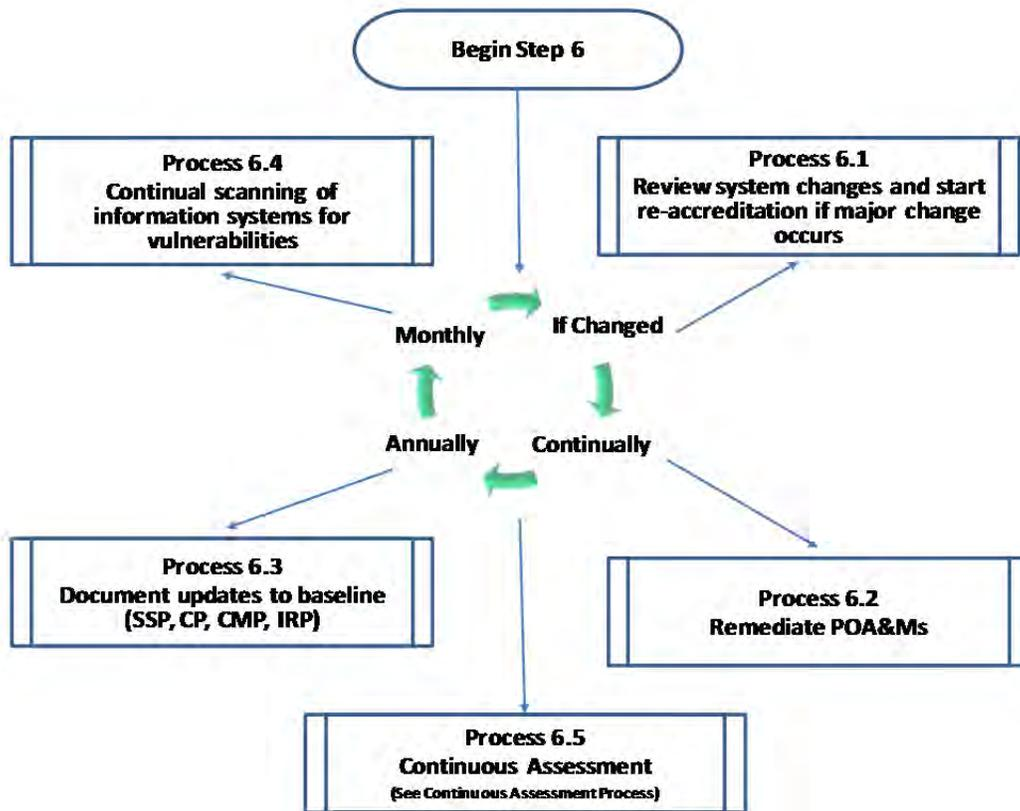 Begin Step 6
Process 6.4
Continual scanning of
information systems for
vulnerabilities
Process 6.1
Review system changes and start
re-accreditation if major change
occurs
Monthly
If Changed
Annually
Continually
Process 6.3
Document updates to baseline
(SSP, CP, CMP, IRP)
Process 6.2
Remediate POA&Ms
Process 6.5
Continuous Assessment
(See Continuous Assessment Process)